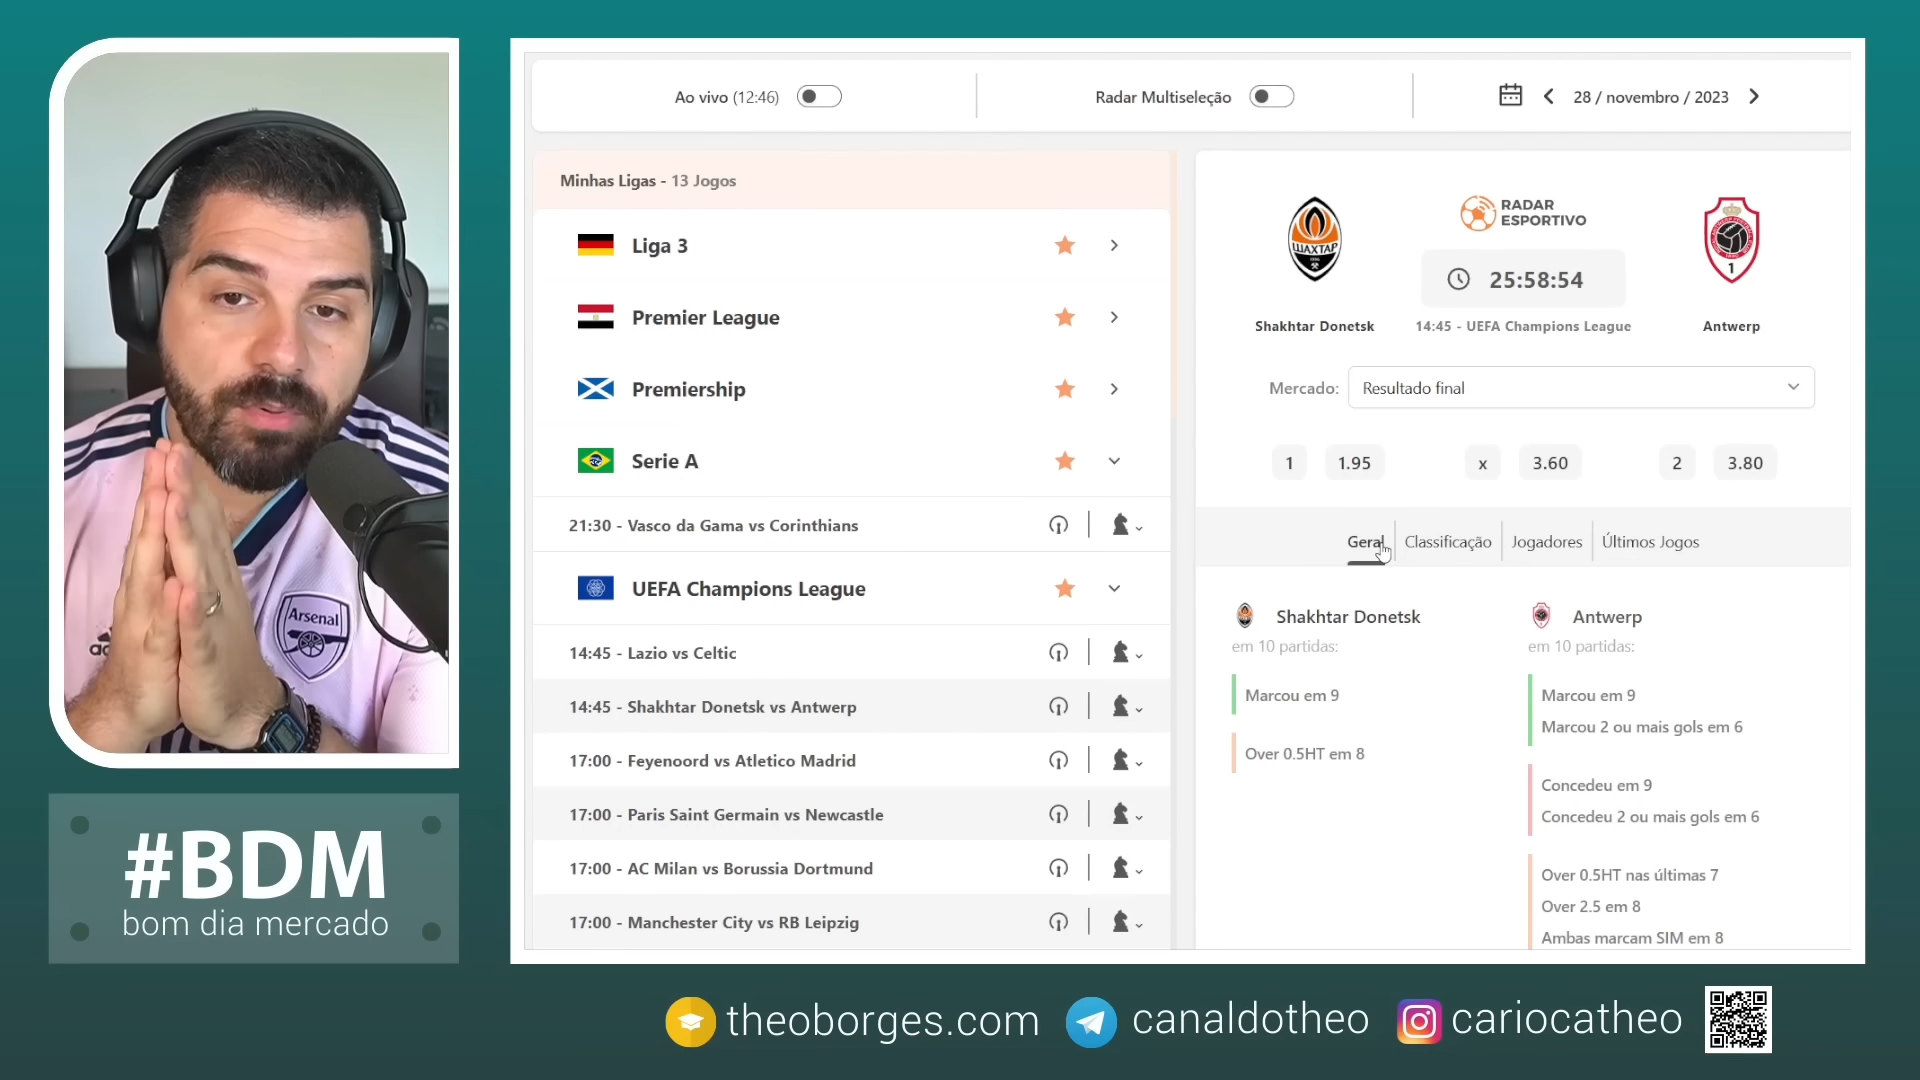 Ao vivo (12:46)
Radar Multiseleção
28 / novembro / 2023
Minhas Ligas - 13 Jogos
Liga 3
Premier League
Premiership
Serie A
21:30 - Vasco da Gama vs Corinthians
UEFA Champions League
14:45 - Lazio vs Celtic
14:45 - Shakhtar Donetsk vs Antwerp
17:00 - Feyenoord vs Atletico Madrid
17:00 - Paris Saint Germain vs Newcastle
17:00 - AC Milan vs Borussia Dortmund
17:00 - Manchester City vs RB Leipzig
ШАХТАР
RADAR
ESPORTIVO
1
25:58:54
Shakhtar Donetsk
14:45 - UEFA Champions League
Antwerp
Mercado:
Resultado final
1 1.95 x 3.60 2 3.80
Geral
Classificação
Jogadores
Últimos Jogos
Shakhtar Donetsk
em 10 partidas:
Marcou em 9
Over 0.5HT em 8
Antwerp
em 10 partidas:
Marcou em 9
Marcou 2 ou mais gols em 6
Concedeu em 9
Concedeu 2 ou mais gols em 6
Over 0.5HT nas últimas 7
Over 2.5 em 8
Ambas marcam SIM em 8
Arsenal
#BDM
bom dia mercado
theoborges.com
canaldotheo
cariocatheo